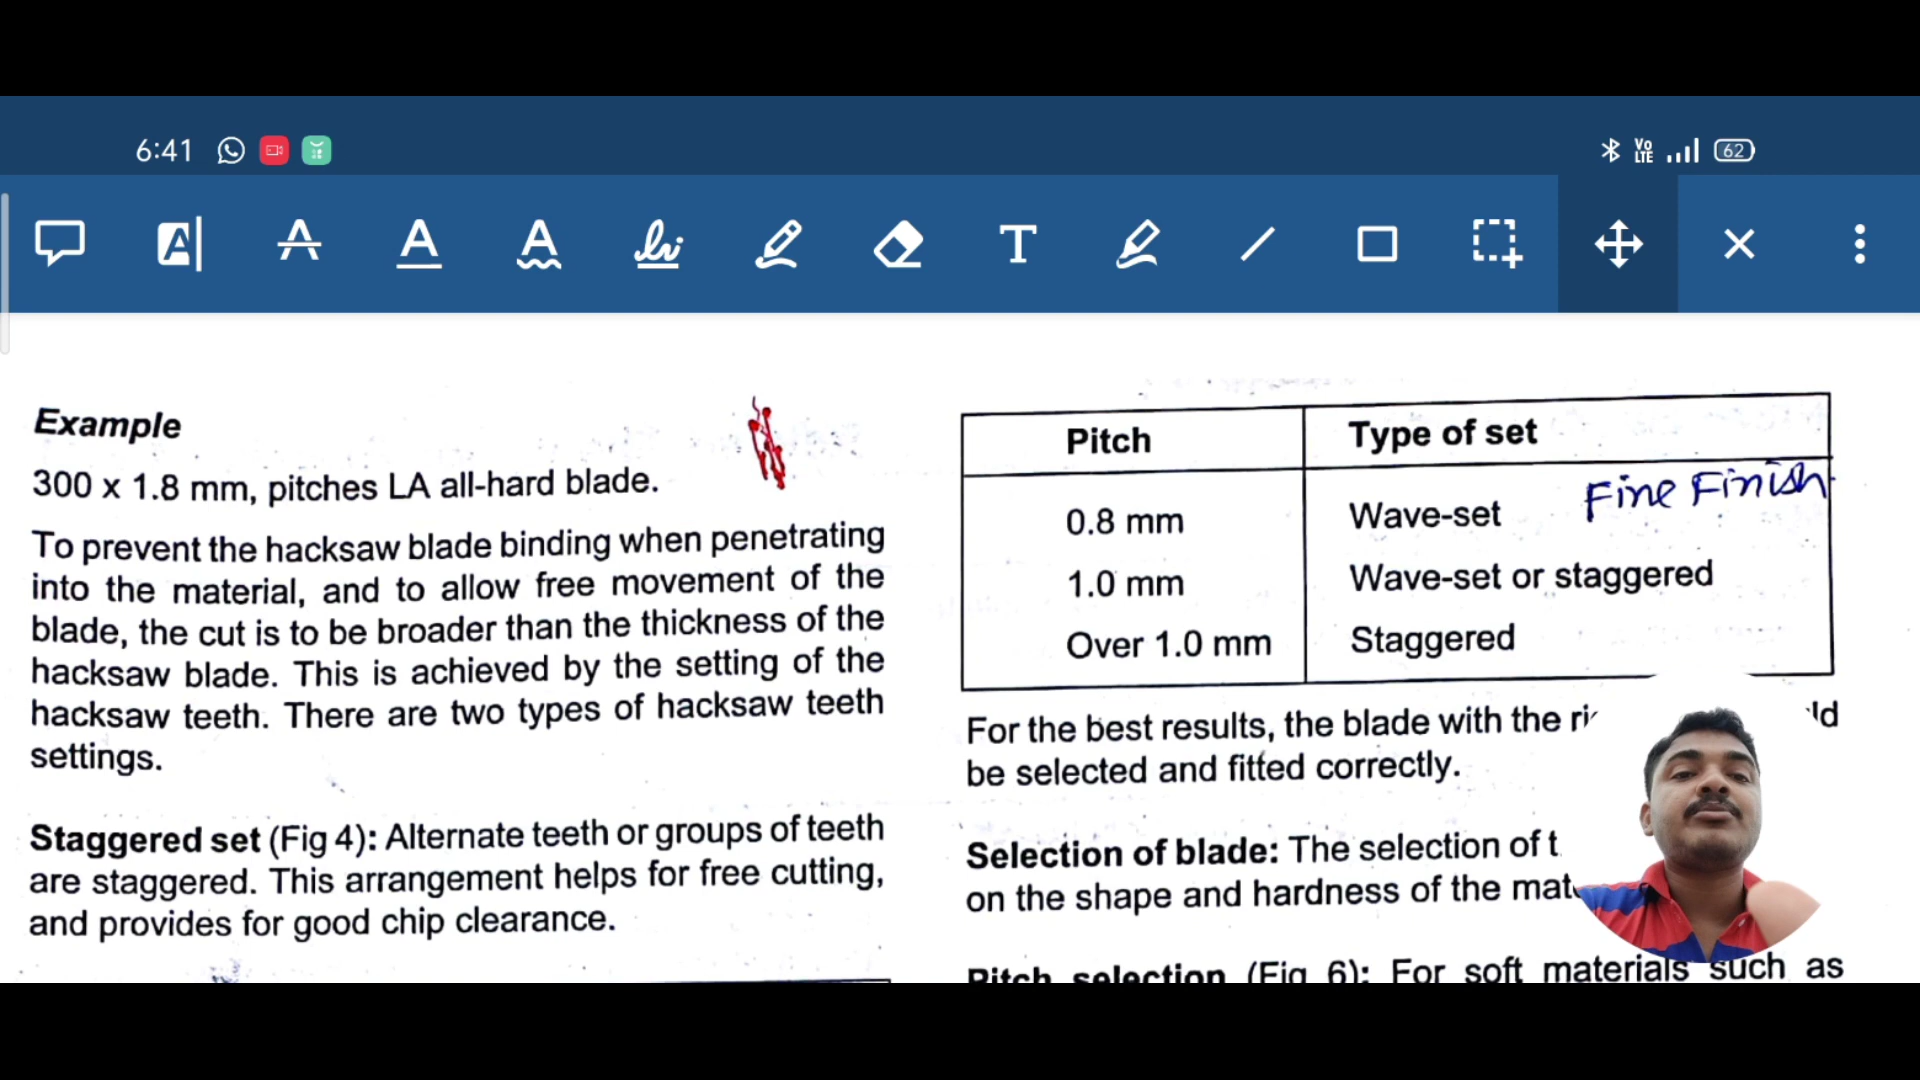 6:41
Vo
LTE
62
A
A
A
A
T
Example
300 x 1.8 mm, pitches LA all-hard blade.
To prevent the hacksaw blade binding when penetrating
into the material, and to allow free movement of the
blade, the cut is to be broader than the thickness of the
hacksaw blade. This is achieved by the setting of the
hacksaw teeth. There are two types of hacksaw teeth
settings.
Staggered set (Fig 4): Alternate teeth or groups of teeth
are staggered. This arrangement helps for free cutting,
and provides for good chip clearance.
Pitch Type of set
0.8 mm Wave-set Fine Finish
1.0 mm Wave-set or staggered
Over 1.0 mm Staggered
For the best results, the blade with the
be selected and fitted correctly.
Selection of blade: The selection of
on the shape and hardness of the
Pitch selection (Fig 6): For soft materials such as